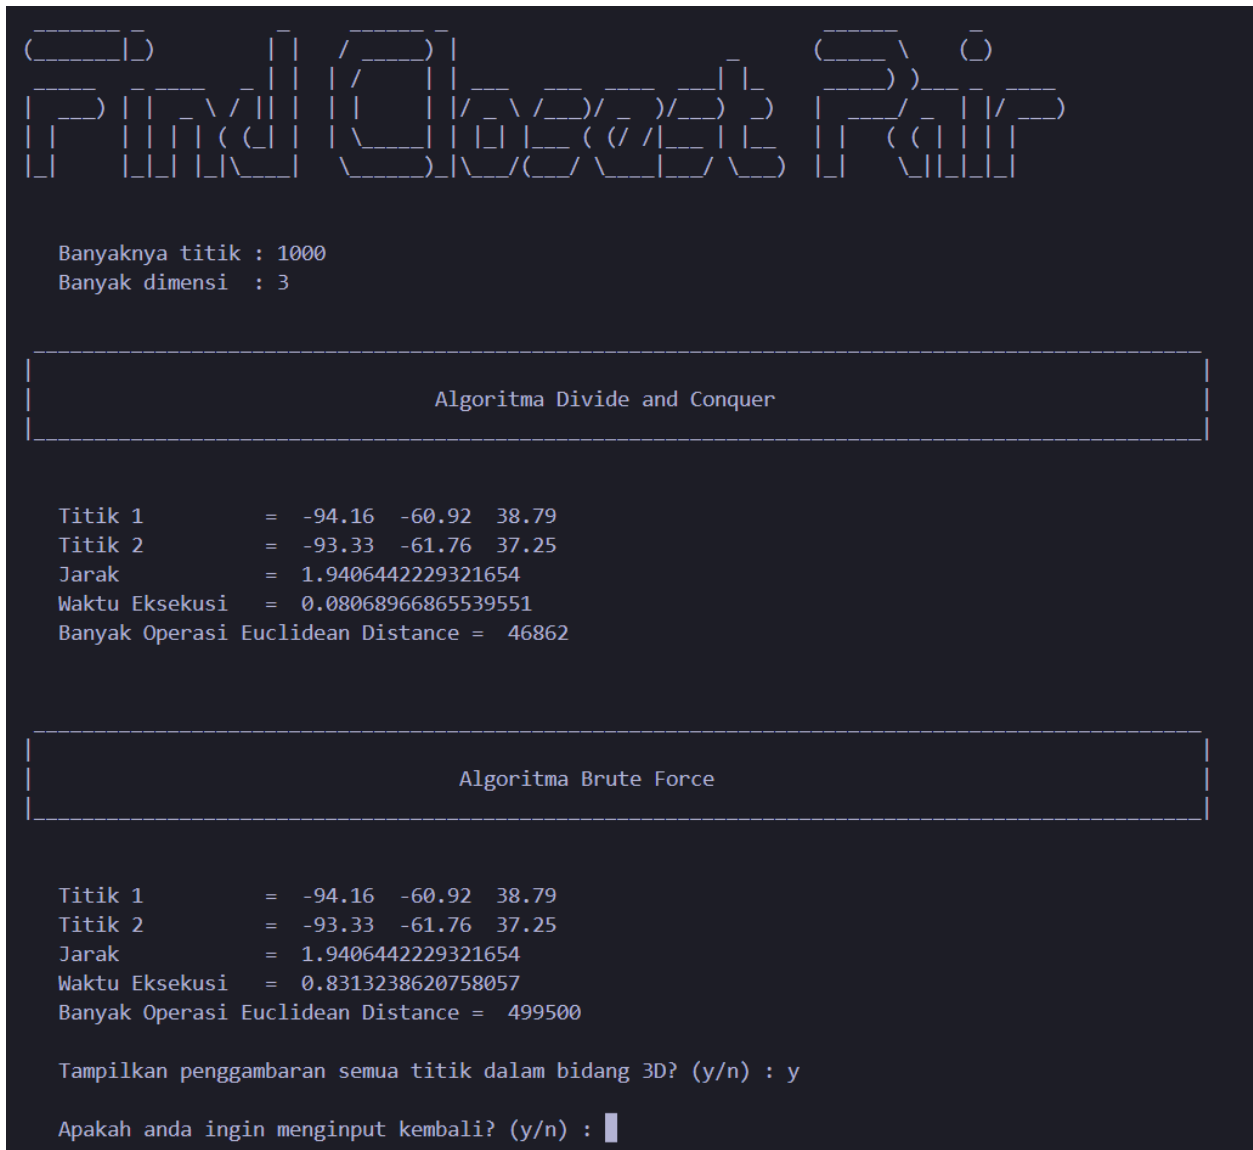 Find Closest Pair
Banyaknya titik : 1000
Banyak dimensi  : 3
Algoritma Divide and Conquer
Titik 1          =  -94.16  -60.92  38.79
Titik 2          =  -93.33  -61.76  37.25
Jarak            =  1.9406442229321654
Waktu Eksekusi   =  0.08068966865539551
Banyak Operasi Euclidean Distance =  46862
Algoritma Brute Force
Titik 1          =  -94.16  -60.92  38.79
Titik 2          =  -93.33  -61.76  37.25
Jarak            =  1.9406442229321654
Waktu Eksekusi   =  0.8313238620758057
Banyak Operasi Euclidean Distance =  499500
Tampilkan penggambaran semua titik dalam bidang 3D? (y/n) : y
Apakah anda ingin menginput kembali? (y/n) :